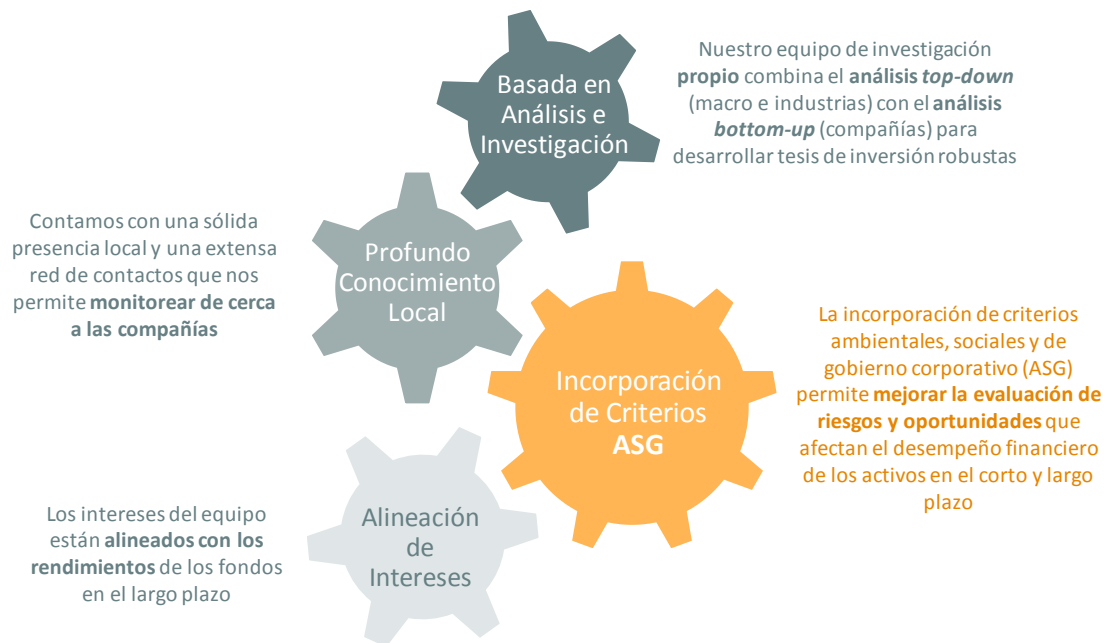 Basada en
Análisis e
Investigación
Nuestro equipo de investigación
propio combina el análisis top-down
(macro e industrias) con el análisis
bottom-up (compañías) para
desarrollar tesis de inversión robustas
Contamos con una sólida
presencia local y una extensa
red de contactos que nos
permite monitorear de cerca
a las compañías
Profundo
Conocimiento
Local
Incorporación
de Criterios
ASG
La incorporación de criterios
ambientales, sociales y de
gobierno corporativo (ASG)
permite mejorar la evaluación de
riesgos y oportunidades que
afectan el desempeño financiero
de los activos en el corto y largo
plazo
Los intereses del equipo
están alineados con los
rendimientos de los fondos
en el largo plazo
Alineación
de
Intereses